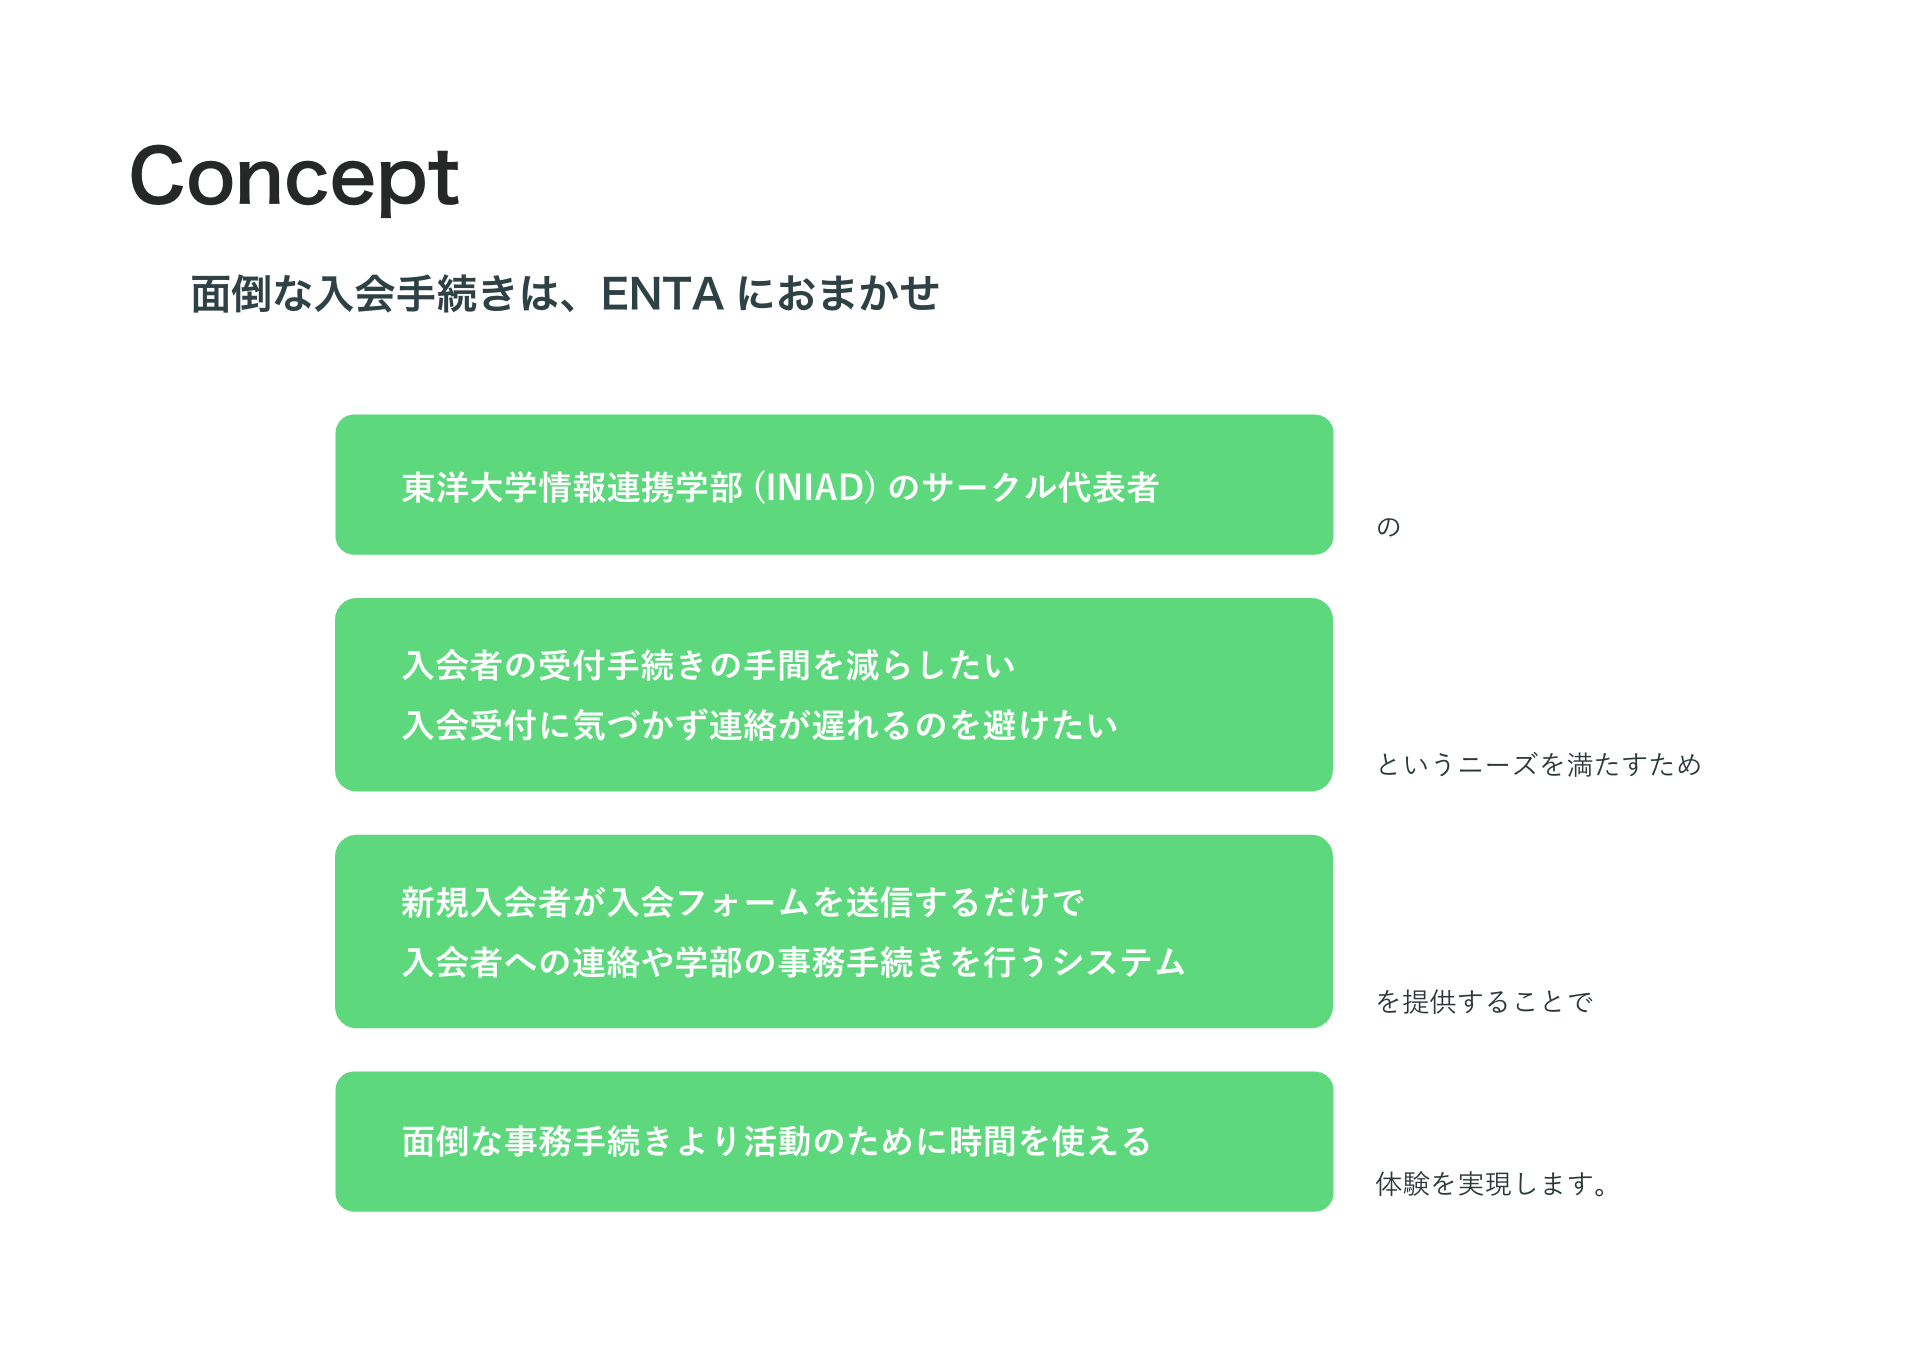 Concept
面倒な入会手続きは、ENTA におまかせ
東洋大学情報連携学部 (INIAD) のサークル代表者
の
入会者の受付手続きの手間を減らしたい
入会受付に気づかず連絡が遅れるのを避けたい
というニーズを満たすため
新規入会者が入会フォームを送信するだけで
入会者への連絡や学部の事務手続きを行うシステム
を提供することで
面倒な事務手続きより活動のために時間を使える
体験を実現します。